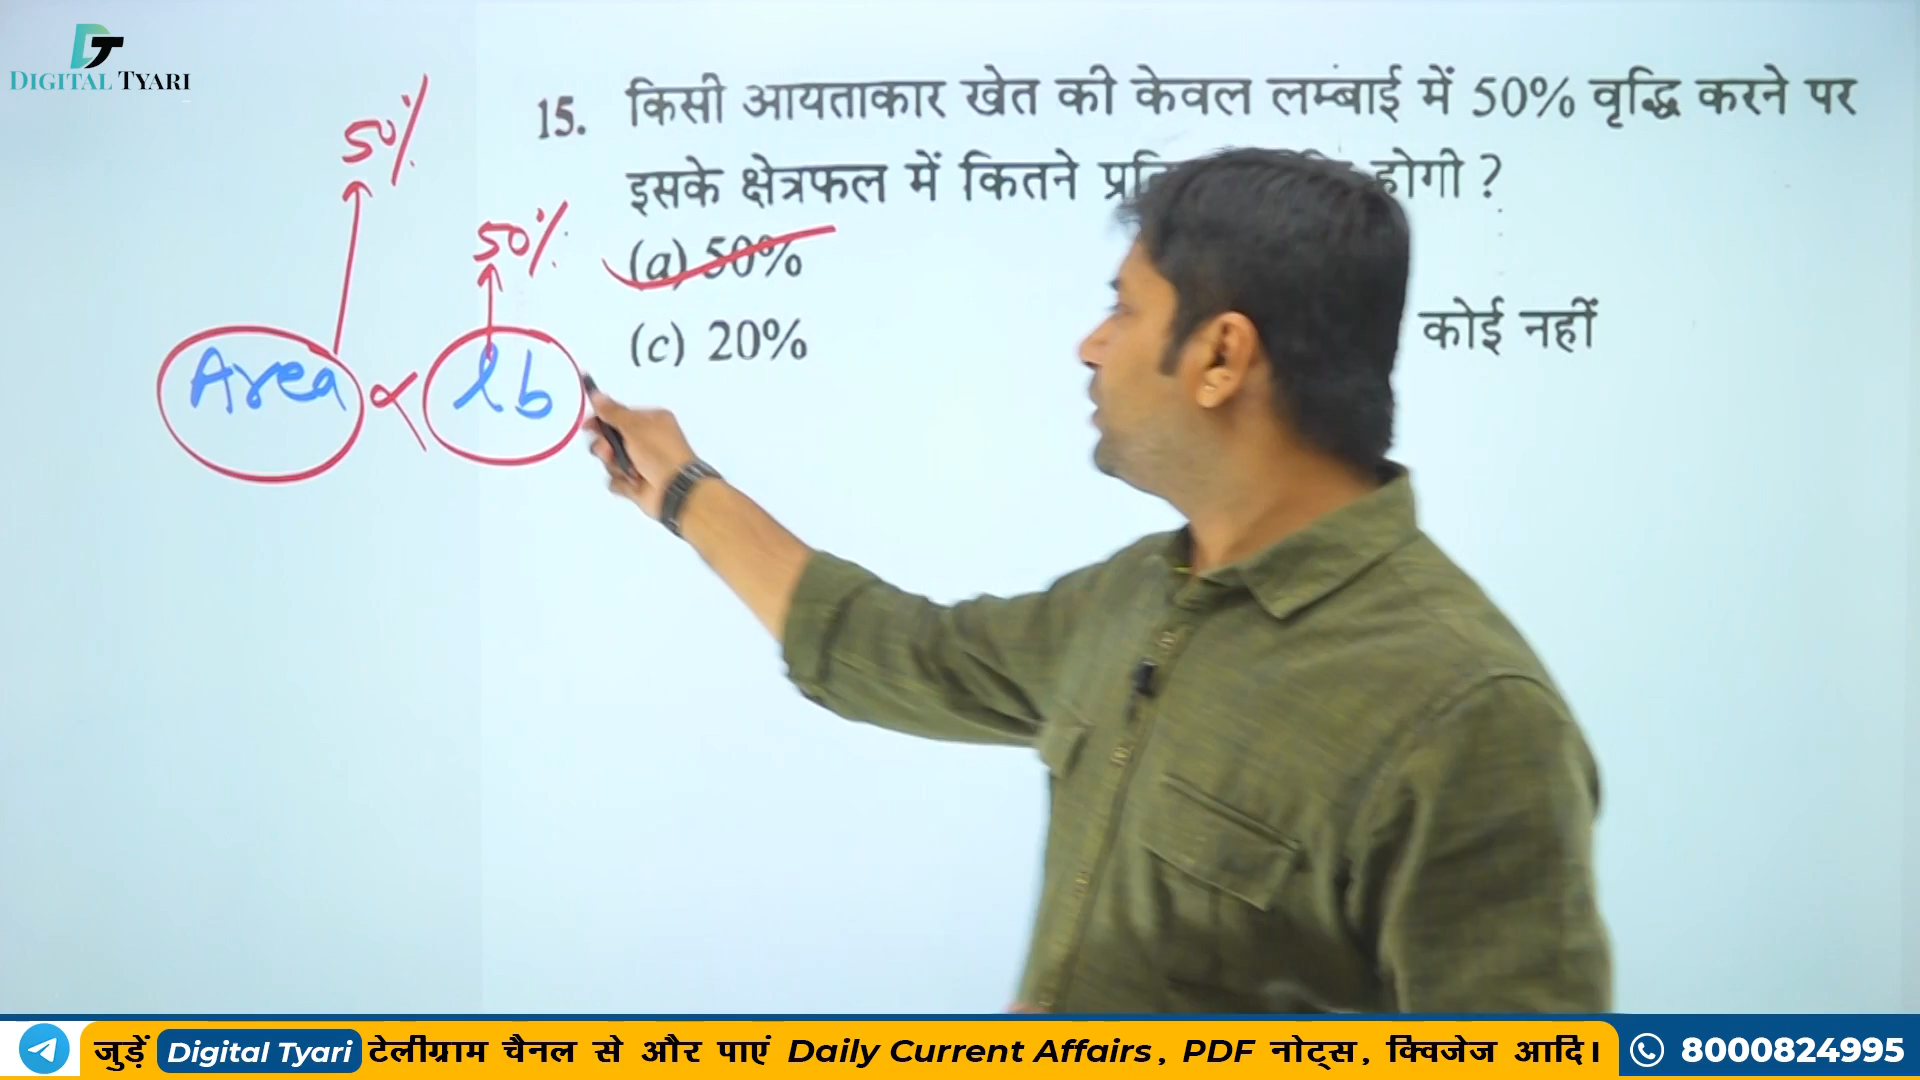 DT
DIGITAL TYARI
15. किसी आयताकार खेत की केवल लम्बाई में 50% वृद्धि करने पर
इसके क्षेत्रफल में कितने होगी ?
(a) 50%
(c) 20%
कोई नहीं
50%
50%
Area ∝ lb
जुड़ें Digital Tyari टेलीग्राम चैनल से और पाएं Daily Current Affairs, PDF नोट्स, क्विजेज आदि। 8000824995